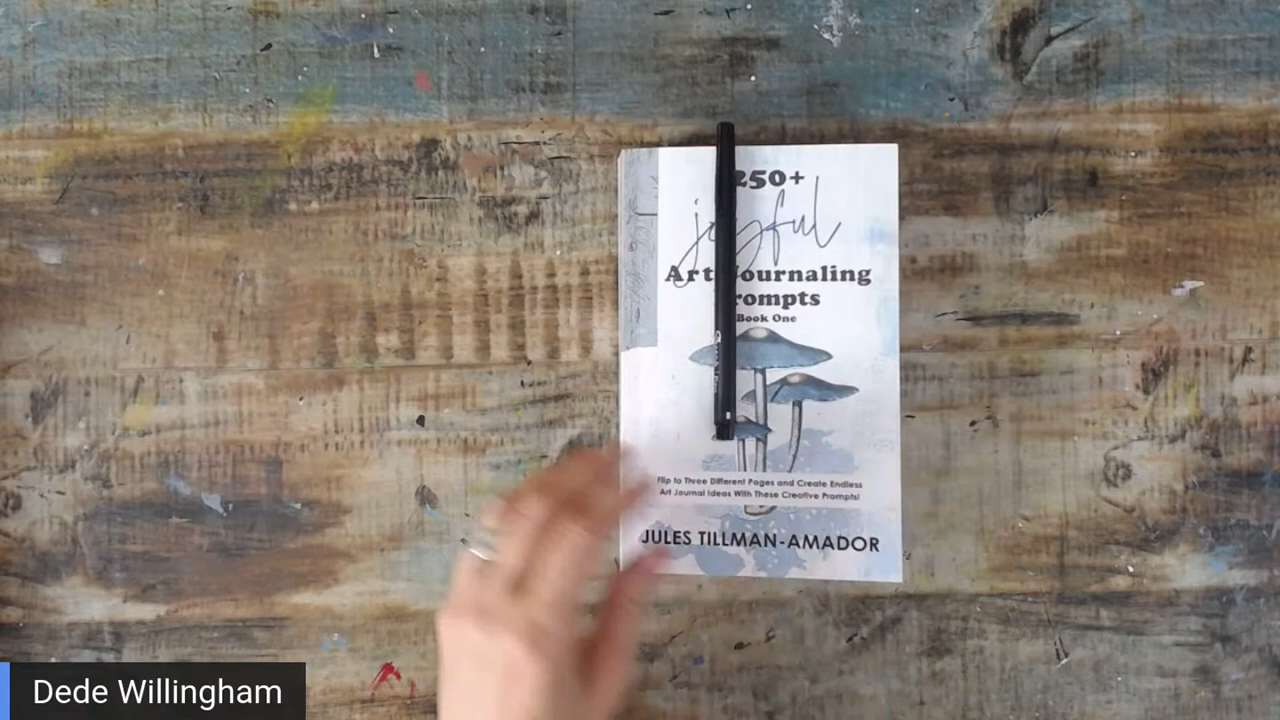 250+
joyful
Art Journaling
Prompts
Book One
Flip to Three Different Pages and Create Endless
Art Journal Ideas With These Creative Prompts!
JULES TILLMAN-AMADOR
Dede Willingham